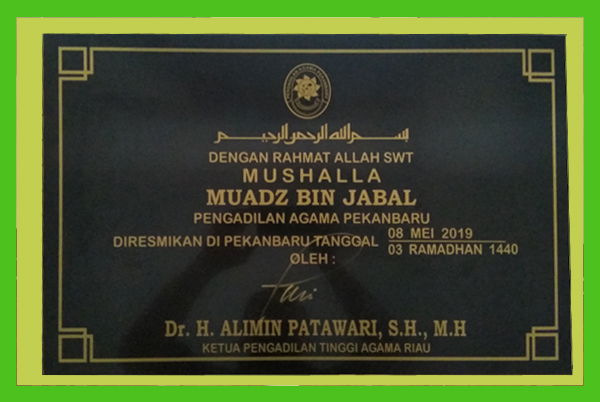 بسم الله الرحمن الرحيم
DENGAN RAHMAT ALLAH SWT
MUSHALLA
MUADZ BIN JABAL
PENGADILAN AGAMA PEKANBARU
DIRESMIKAN DI PEKANBARU TANGGAL 08 MEI 2019
03 RAMADHAN 1440
OLEH :
Dr. H. ALIMIN PATAWARI, S.H., M.H
KETUA PENGADILAN TINGGI AGAMA RIAU